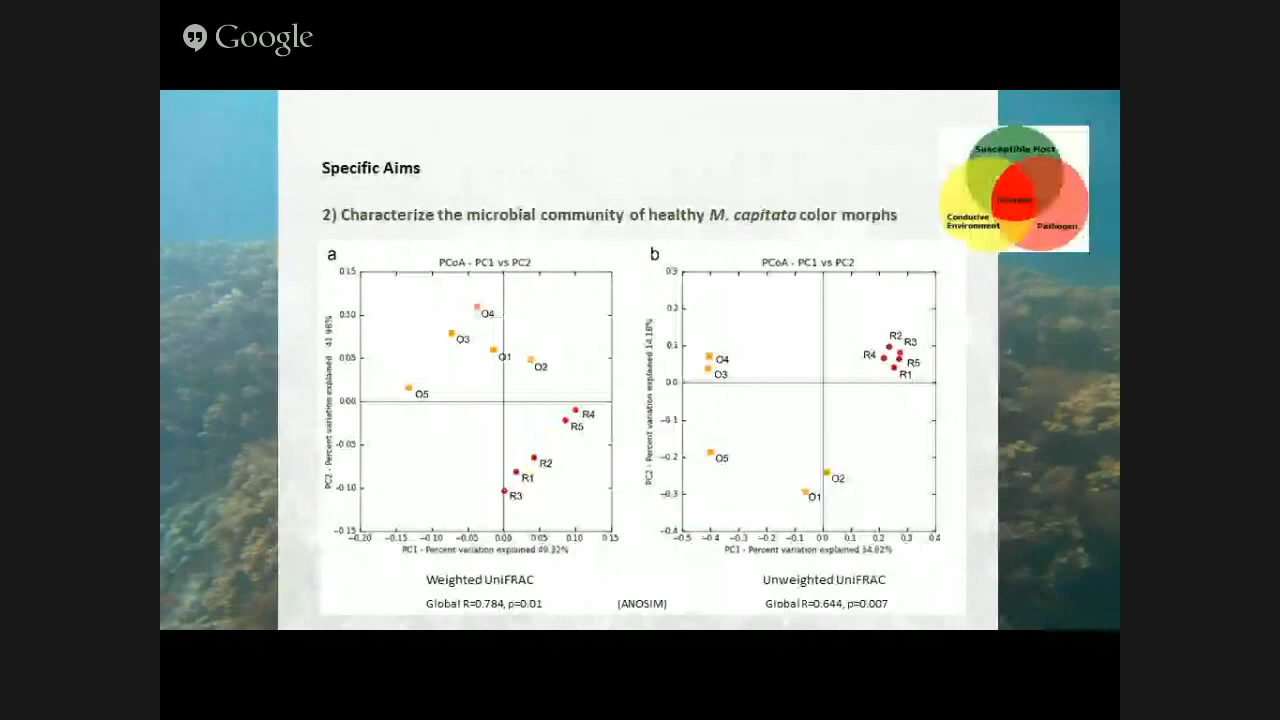 Google
Specific Aims
Susceptible Host
Conducive
Environment
Pathogen
2) Characterize the microbial community of healthy M. capitata color morphs
a
PCoA - PC1 vs PC2
0.15
0.05
0.00
−0.05
−0.10
−0.15
−0.20 −0.15 −0.10 −0.05 0.00 0.05 0.10 0.15
O4
O3
O1
O2
O5
R4
R5
R2
R1
R3
PC1 - Percent variation explained 49.32%
Weighted UniFRAC
Global R=0.784, p=0.01
(ANOSIM)
b
PCoA - PC1 vs PC2
0.3
0.2
0.1
0.0
−0.1
−0.2
−0.3
−0.4
−0.5 −0.4 −0.3 −0.2 −0.1 0.0 0.1 0.2 0.3 0.4
R2
R3
R4
R5
R1
O4
O3
O5
O2
O1
PC2 - Percent variation explained 14.18%
PC1 - Percent variation explained 34.62%
Unweighted UniFRAC
Global R=0.644, p=0.007